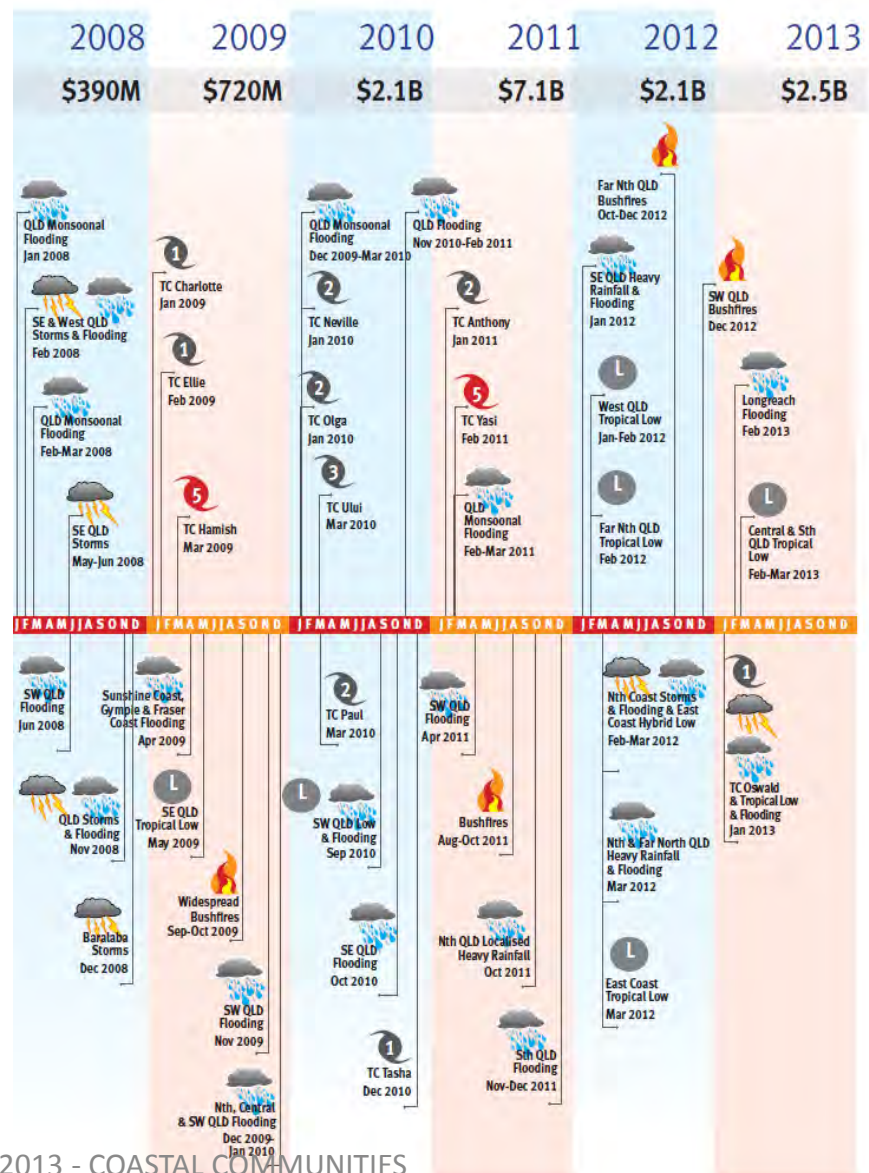 2008
2009
2010
2011
2012
2013
$390M
$720M
$2.1B
$7.1B
$2.1B
$2.5B
QLD Monsoonal
Flooding
Jan 2008
SE & West QLD
Storms & Flooding
Feb 2008
QLD Monsoonal
Flooding
Feb-Mar 2008
SE QLD
Storms
May-Jun 2008
1
TC Charlotte
Jan 2009
1
TC Ellie
Feb 2009
5
TC Hamish
Mar 2009
QLD Monsoonal
Flooding
Dec 2009-Mar 2010
2
TC Neville
Jan 2010
2
TC Olga
Jan 2010
3
TC Ului
Mar 2010
QLD Flooding
Nov 2010-Feb 2011
2
TC Anthony
Jan 2011
5
TC Yasi
Feb 2011
QLD
Monsoonal
Flooding
Feb-Mar 2011
Far Nth QLD
Bushfires
Oct-Dec 2012
SE QLD Heavy
Rainfall &
Flooding
Jan 2012
L
West QLD
Tropical Low
Jan-Feb 2012
L
Far Nth QLD
Tropical Low
Feb 2012
SW QLD
Bushfires
Dec 2012
Longreach
Flooding
Feb 2013
L
Central & Sth
QLD Tropical
Low
Feb-Mar 2013
J F M A M J J A S O N D
J F M A M J J A S O N D
J F M A M J J A S O N D
J F M A M J J A S O N D
J F M A M J J A S O N D
J F M A M J J A S O N D
SW QLD
Flooding
Jun 2008
QLD Storms
& Flooding
Nov 2008
Baralaba
Storms
Dec 2008
Sunshine Coast,
Gympie & Fraser
Coast Flooding
Apr 2009
L
SE QLD
Tropical Low
May 2009
Widespread
Bushfires
Sep-Oct 2009
SW QLD
Flooding
Nov 2009
Nth, Central
& SW QLD Flooding
Dec 2009-
Jan 2010
2
TC Paul
Mar 2010
L
SW QLD Low
& Flooding
Sep 2010
SE QLD
Flooding
Oct 2010
1
TC Tasha
Dec 2010
SW QLD
Flooding
Apr 2011
Bushfires
Aug-Oct 2011
Nth QLD Localised
Heavy Rainfall
Oct 2011
Sth QLD
Flooding
Nov-Dec 2011
Nth Coast Storms
& Flooding & East
Coast Hybrid Low
Feb-Mar 2012
Nth & Far North QLD
Heavy Rainfall
& Flooding
Mar 2012
L
East Coast
Tropical Low
Mar 2012
1
TC Oswald
& Tropical Low
& Flooding
Jan 2013
2013 - COASTAL COMMUNITIES